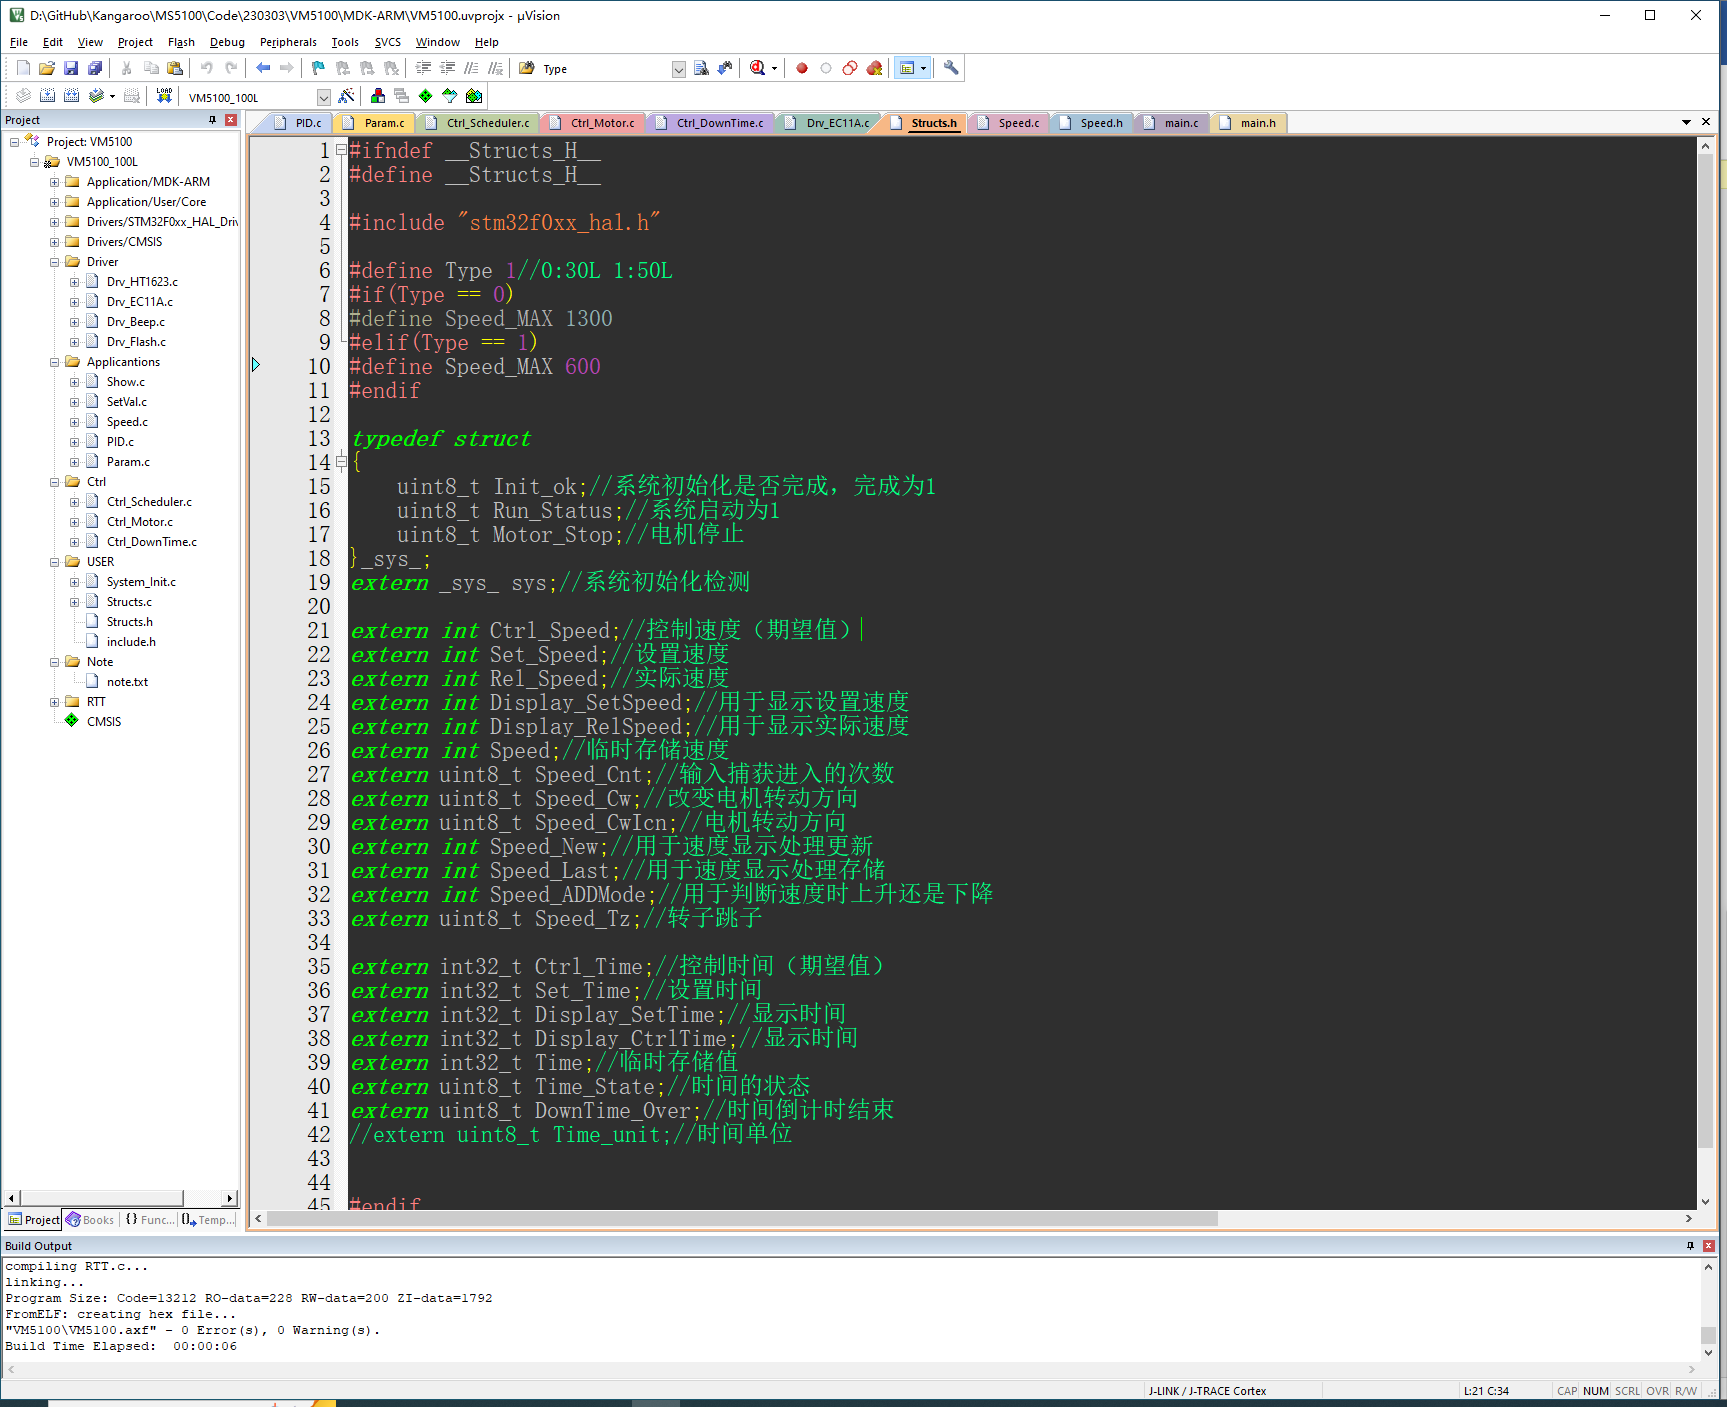 D:\GitHub\Kangaroo\MS5100\Code\230303\VM5100\MDK-ARM\VM5100.uvprojx - µVision
File Edit View Project Flash Debug Peripherals Tools SVCS Window Help
Type
LOAD VM5100_100L
Project
PID.c Param.c Ctrl_Scheduler.c Ctrl_Motor.c Ctrl_DownTime.c Drv_EC11A.c Structs.h Speed.c Speed.h main.c main.h
Project: VM5100
VM5100_100L
Application/MDK-ARM
Application/User/Core
Drivers/STM32F0xx_HAL_Driv
Drivers/CMSIS
Driver
Drv_HT1623.c
Drv_EC11A.c
Drv_Beep.c
Drv_Flash.c
Applicantions
Show.c
SetVal.c
Speed.c
PID.c
Param.c
Ctrl
Ctrl_Scheduler.c
Ctrl_Motor.c
Ctrl_DownTime.c
USER
System_Init.c
Structs.c
Structs.h
include.h
Note
note.txt
RTT
CMSIS
Project Books {} Func... Temp...
1 #ifndef __Structs_H__
2 #define __Structs_H__
3
4 #include "stm32f0xx_hal.h"
5
6 #define Type 1//0:30L 1:50L
7 #if(Type == 0)
8 #define Speed_MAX 1300
9 #elif(Type == 1)
10 #define Speed_MAX 600
11 #endif
12
13 typedef struct
14 {
15 uint8_t Init_ok;//系统初始化是否完成，完成为1
16 uint8_t Run_Status;//系统启动为1
17 uint8_t Motor_Stop;//电机停止
18 }_sys_;
19 extern _sys_ sys;//系统初始化检测
20
21 extern int Ctrl_Speed;//控制速度（期望值）
22 extern int Set_Speed;//设置速度
23 extern int Rel_Speed;//实际速度
24 extern int Display_SetSpeed;//用于显示设置速度
25 extern int Display_RelSpeed;//用于显示实际速度
26 extern int Speed;//临时存储速度
27 extern uint8_t Speed_Cnt;//输入捕获进入的次数
28 extern uint8_t Speed_Cw;//改变电机转动方向
29 extern uint8_t Speed_CwIcn;//电机转动方向
30 extern int Speed_New;//用于速度显示处理更新
31 extern int Speed_Last;//用于速度显示处理存储
32 extern int Speed_ADDMode;//用于判断速度时上升还是下降
33 extern uint8_t Speed_Tz;//转子跳子
34
35 extern int32_t Ctrl_Time;//控制时间（期望值）
36 extern int32_t Set_Time;//设置时间
37 extern int32_t Display_SetTime;//显示时间
38 extern int32_t Display_CtrlTime;//显示时间
39 extern int32_t Time;//临时存储值
40 extern uint8_t Time_State;//时间的状态
41 extern uint8_t DownTime_Over;//时间倒计时结束
42 //extern uint8_t Time_unit;//时间单位
43
44
45 #endif
Build Output
compiling RTT.c...
linking...
Program Size: Code=13212 RO-data=228 RW-data=200 ZI-data=1792
FromELF: creating hex file...
"VM5100\VM5100.axf" - 0 Error(s), 0 Warning(s).
Build Time Elapsed:  00:00:06
J-LINK / J-TRACE Cortex L:21 C:34 CAP NUM SCRL OVR R/W